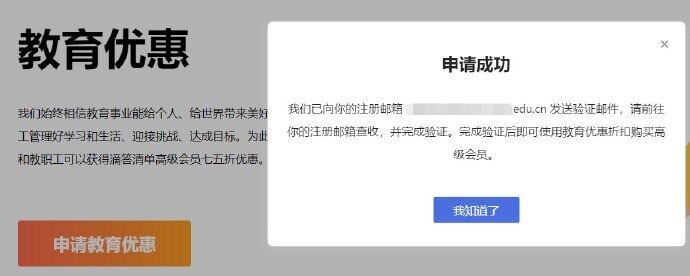 教育优惠
我们始终相信教育事业能给个人、给世界带来美好
工管理好学习和生活、迎接挑战、达成目标。为此
和教职工可以获得滴答清单高级会员七五折优惠。
申请教育优惠
×
申请成功
我们已向你的注册邮箱 edu.cn 发送验证邮件，请前往
你的注册邮箱查收，并完成验证。完成验证后即可使用教育优惠折扣购买高
级会员。
我知道了